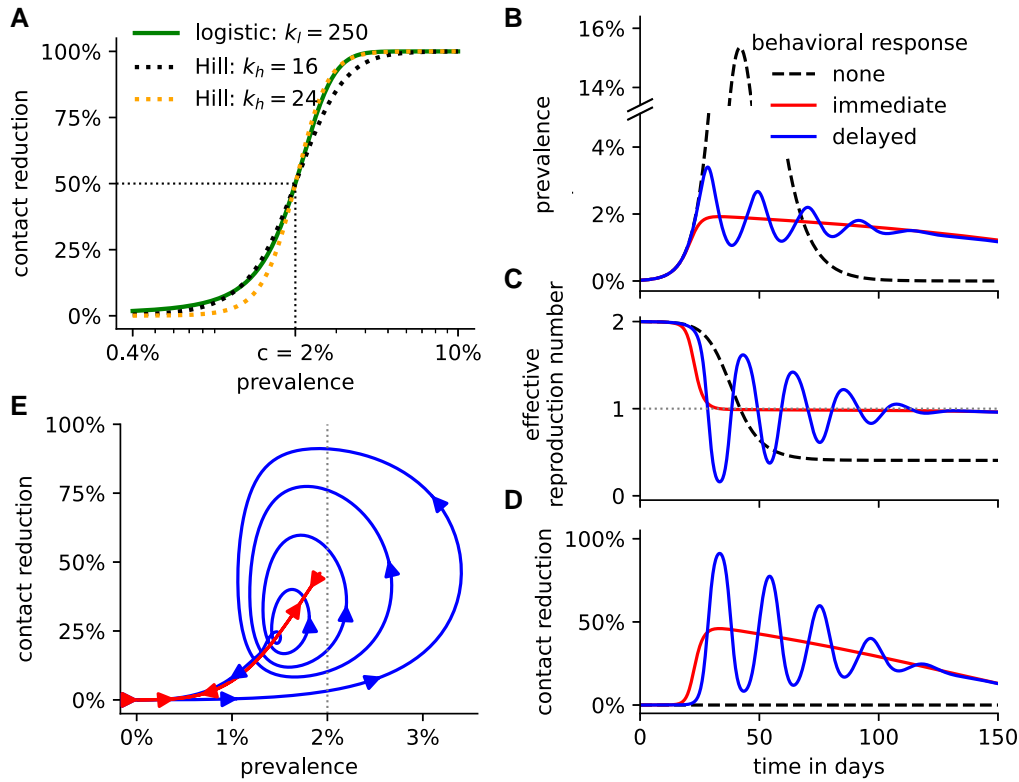 A
logistic: k_l = 250
Hill: k_h = 16
Hill: k_h = 24
100%
75%
50%
25%
0%
contact reduction
0.4%
c = 2%
10%
prevalence
B
behavioral response
none
immediate
delayed
16%
14%
4%
2%
0%
prevalence
C
2
1
0
effective
reproduction number
D
100%
50%
0%
contact reduction
0
50
100
150
time in days
E
100%
75%
50%
25%
0%
contact reduction
0%
1%
2%
3%
prevalence